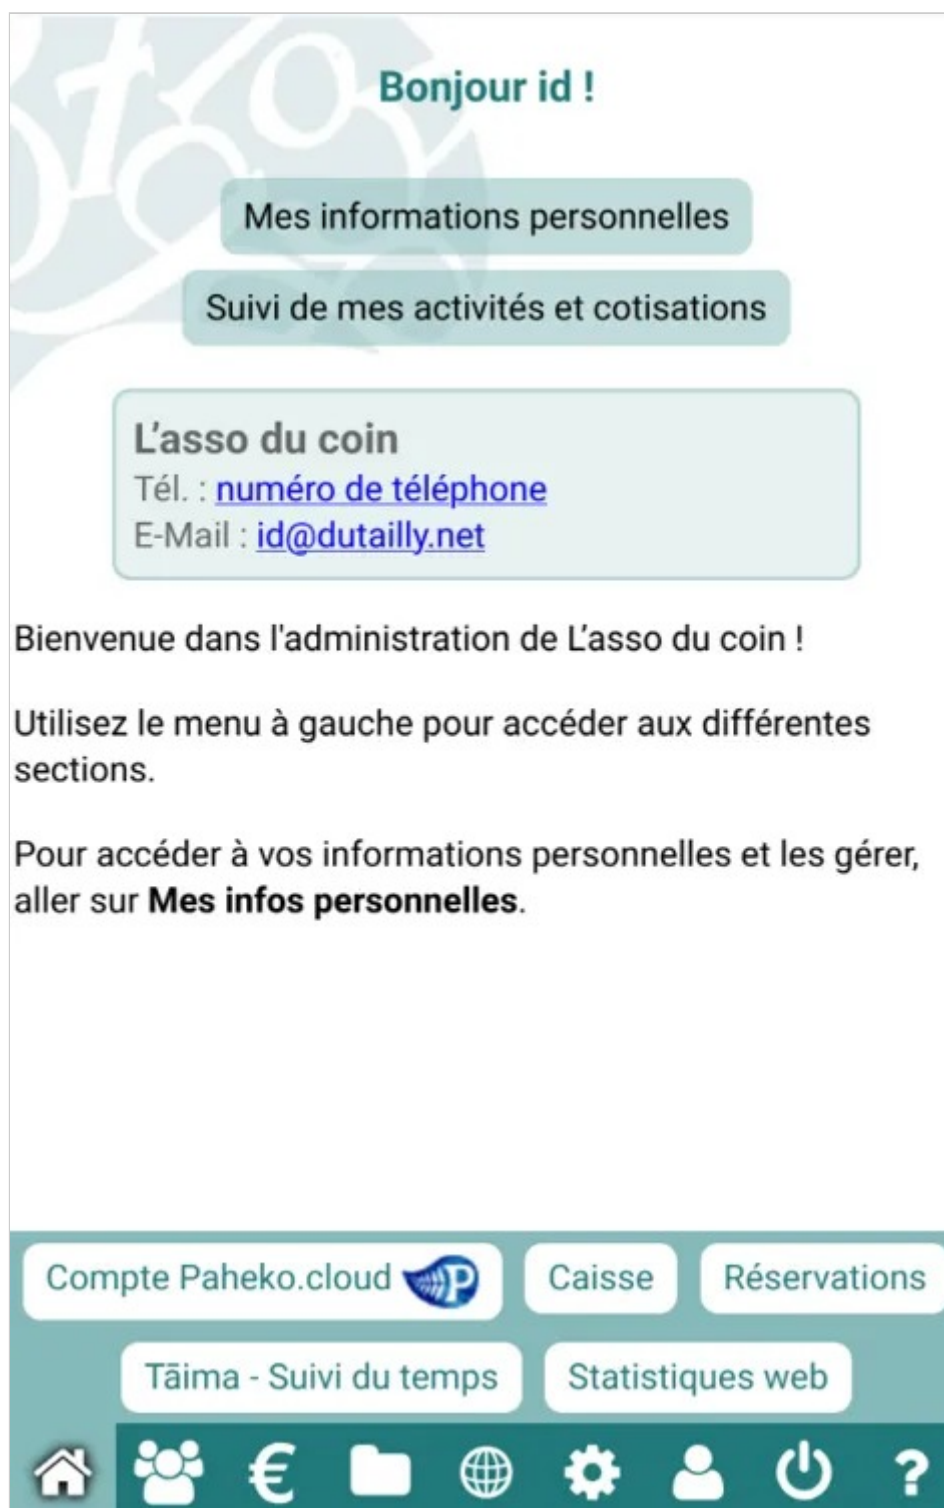 Bonjour id !
Mes informations personnelles
Suivi de mes activités et cotisations
L’asso du coin
Tél. : numéro de téléphone
E-Mail : id@dutailly.net
Bienvenue dans l'administration de L’asso du coin !
Utilisez le menu à gauche pour accéder aux différentes
sections.
Pour accéder à vos informations personnelles et les gérer,
aller sur Mes infos personnelles.
Compte Paheko.cloud P Caisse Réservations
Tāima - Suivi du temps Statistiques web
€ ?